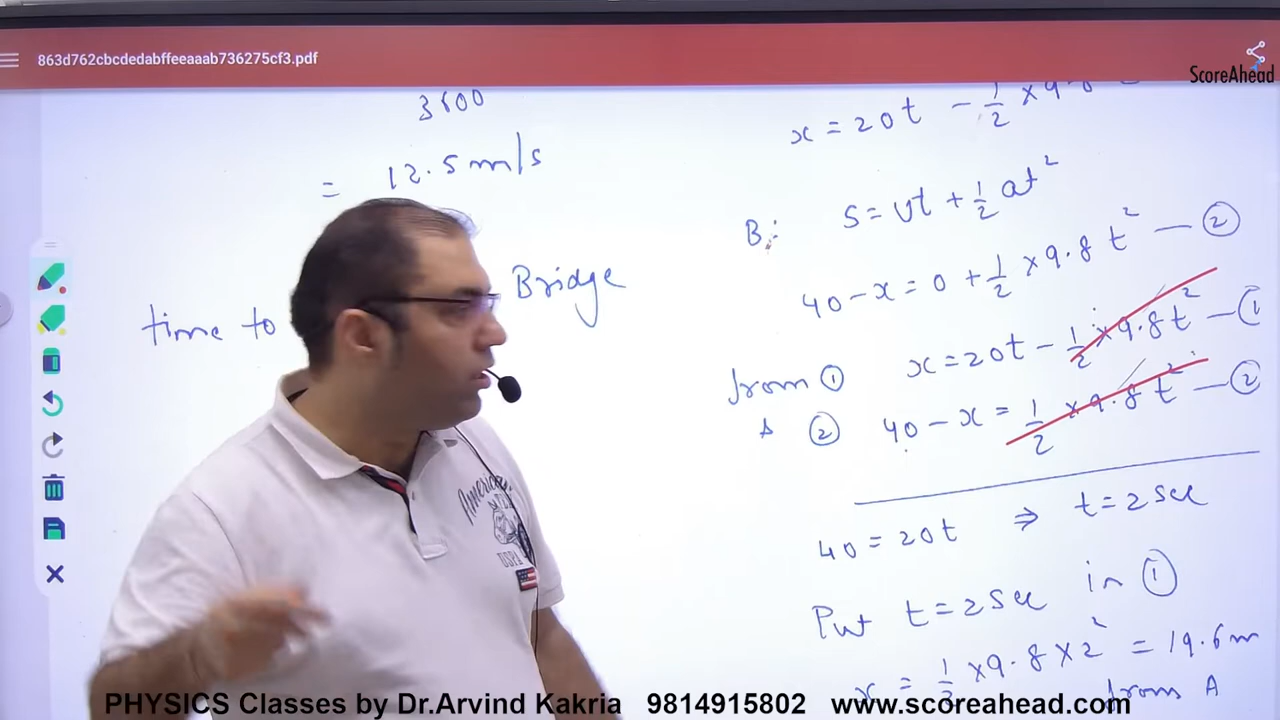 863d762cbcdedabffeeaaab736275cf3.pdf
ScoreAhead
3600
= 12.5 m/s
time to
Bridge
x = 20t - 1/2 × 9.8
B: S = Ut + 1/2 at²
40 - x = 0 + 1/2 × 9.8 t² — ②
from ① x = 20t - 1/2 × 9.8 t² — ①
& ② 40 - x = 1/2 × 9.8 t² — ②
40 = 20t ⇒ t = 2 sec
Put t = 2 sec in ①
x = 1/2 × 9.8 × 2² = 19.6 m
from A
American
USPA
PHYSICS Classes by Dr.Arvind Kakria 9814915802 www.scoreahead.com